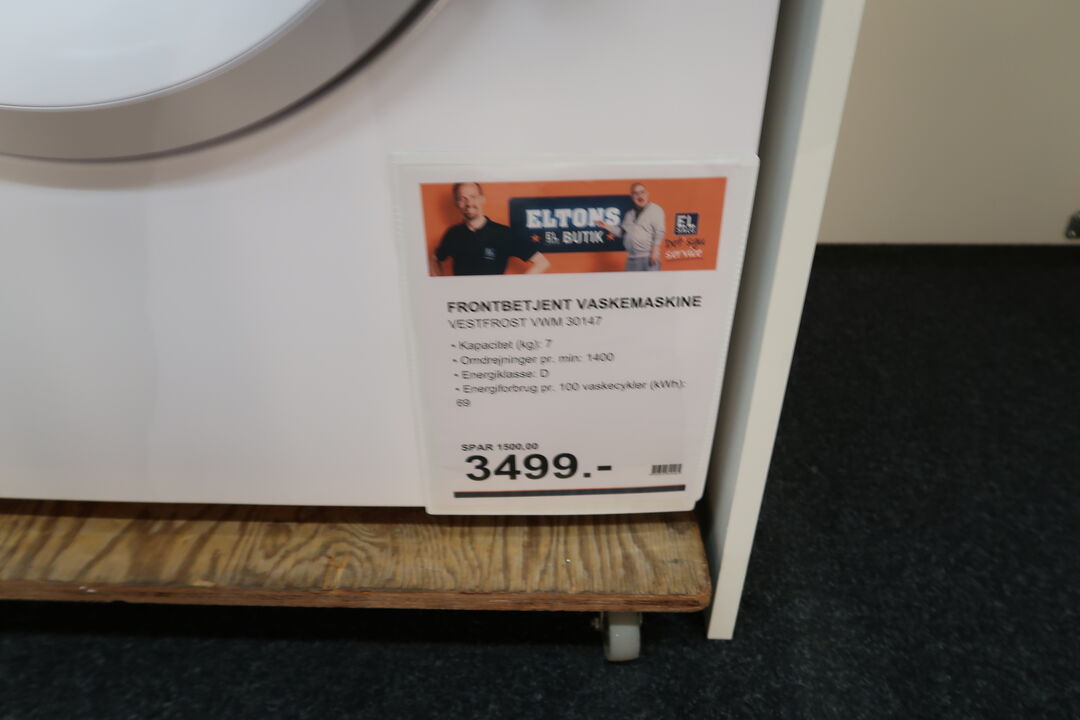 ELTONS
EL BUTIK
EL
det sku
service
FRONTBETJENT VASKEMASKINE
VESTFROST VWM 30147
• Kapacitet (kg): 7
• Omdrejninger pr. min: 1400
• Energiklasse: D
• Energiforbrug pr. 100 vaskecykler (kWh):
69
SPAR 1500,00
3499.-